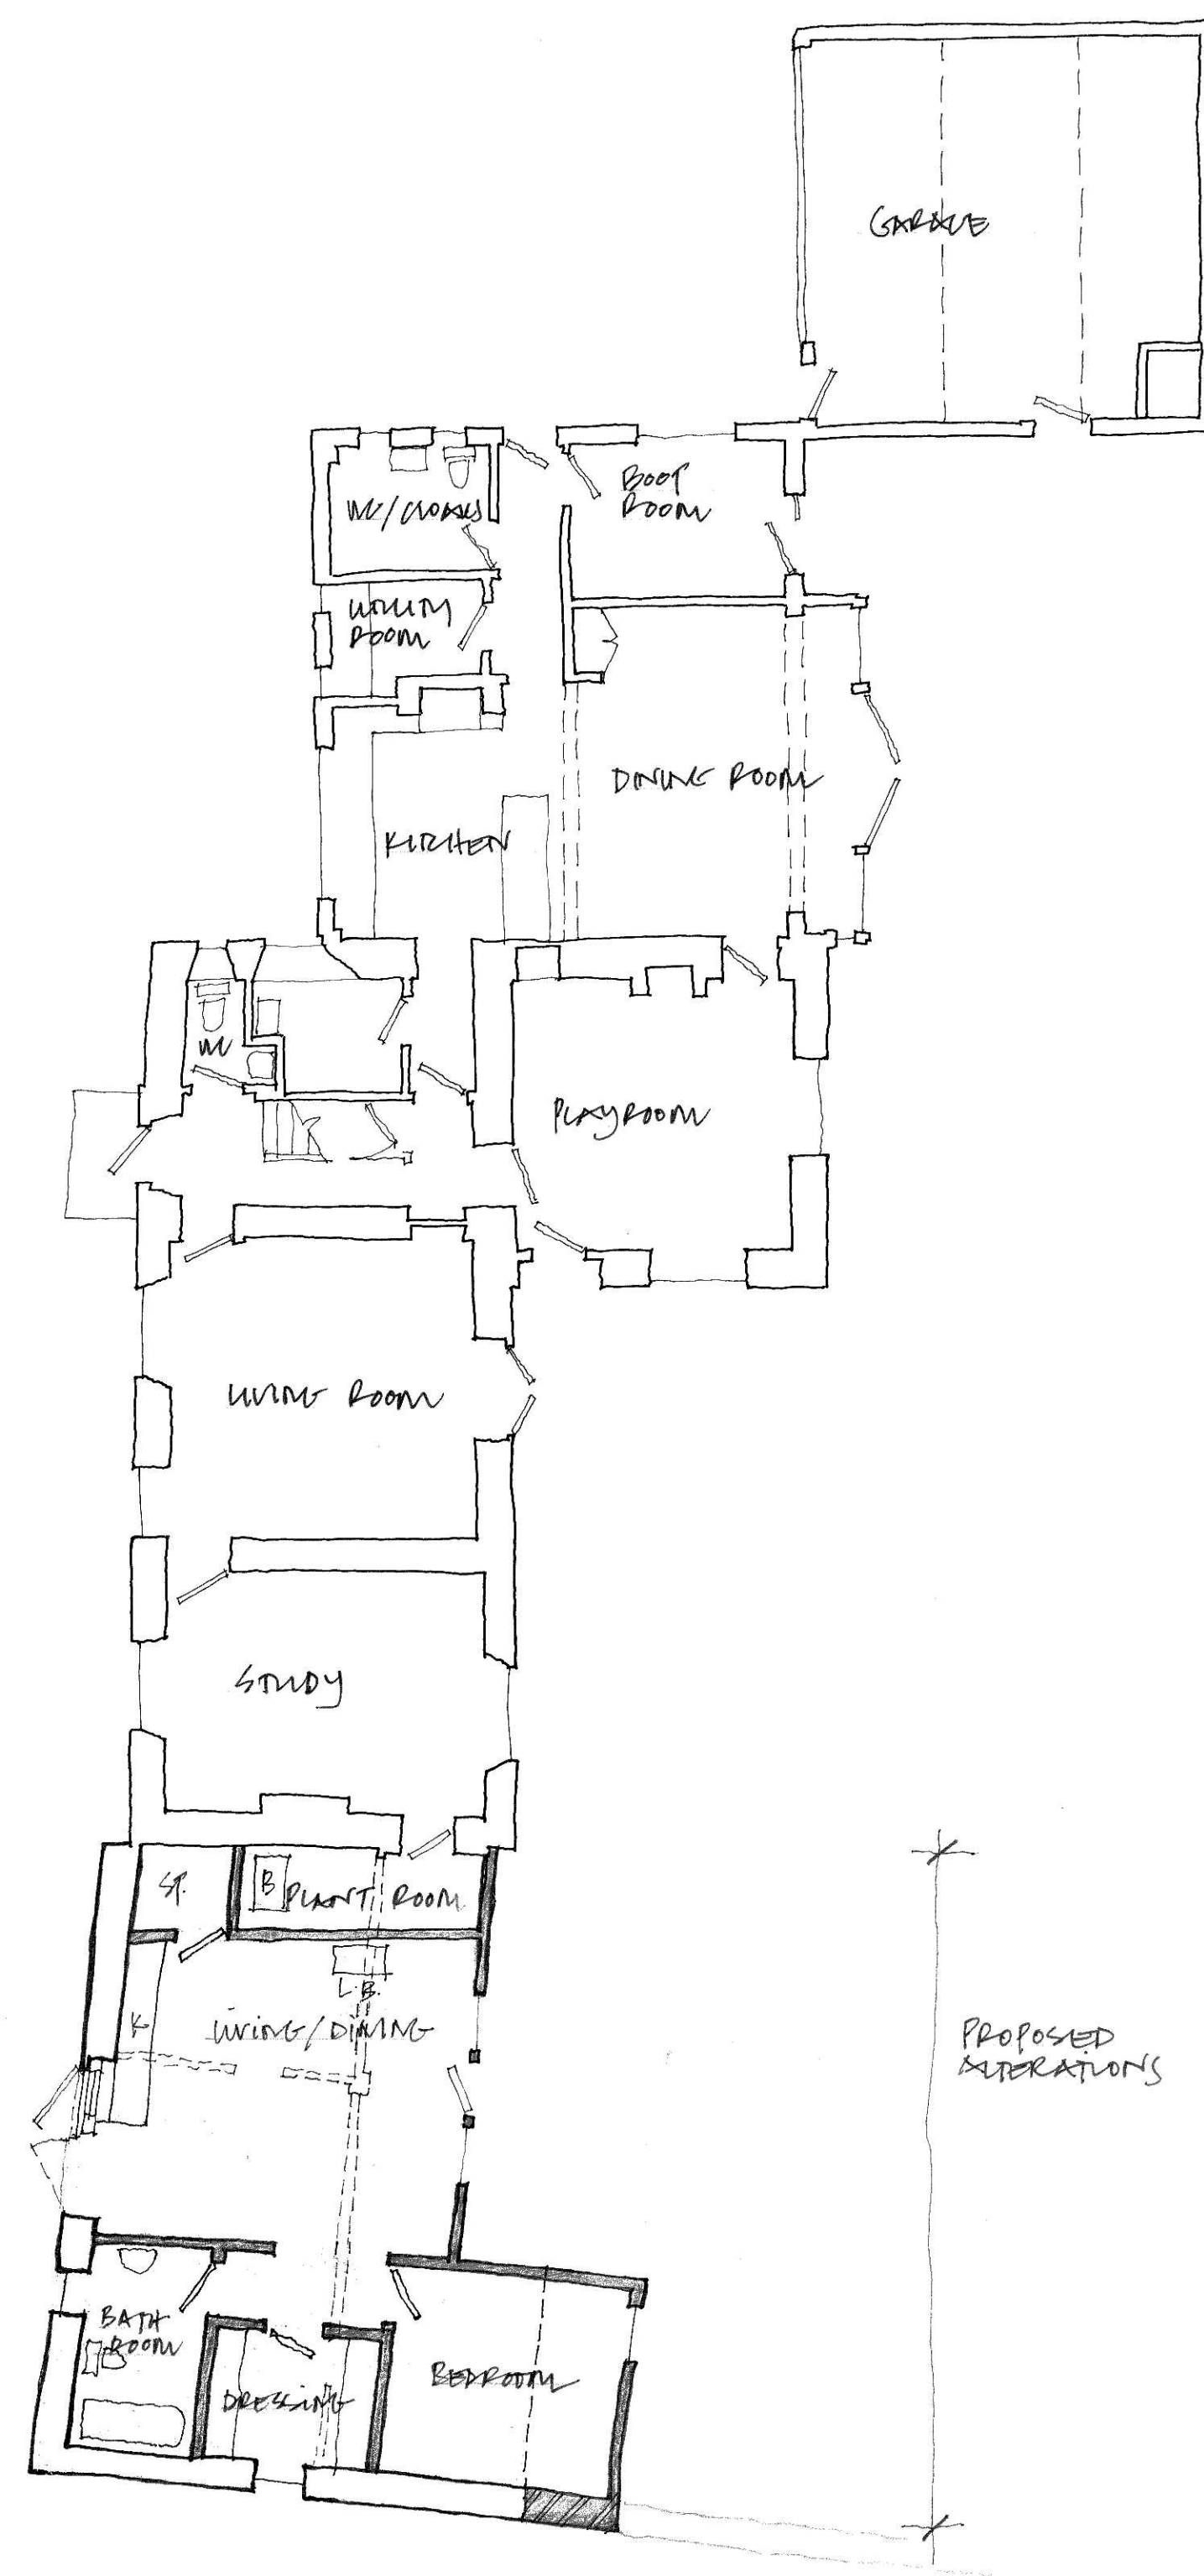 GARAGE
BOOT
ROOM
WC/CLOAKS
UTILITY
ROOM
DINING ROOM
KITCHEN
WC
PLAYROOM
LIVING ROOM
STUDY
ST.
B
PLANT ROOM
L.B.
K
LIVING/DINING
PROPOSED
ALTERATIONS
BATH
ROOM
BEDROOM
DRESSING